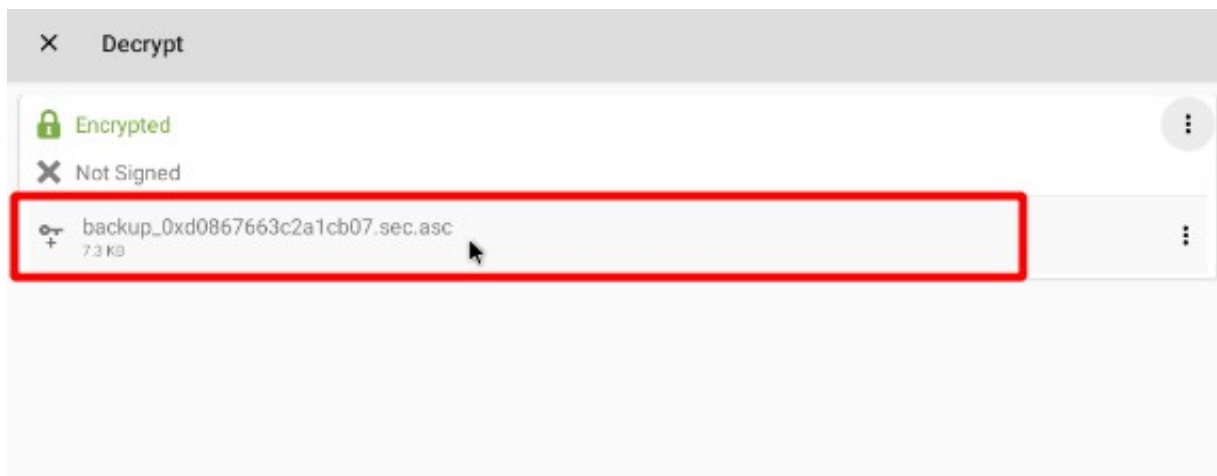 Decrypt
Encrypted
Not Signed
backup_0xd0867663c2a1cb07.sec.asc
7.3 KB